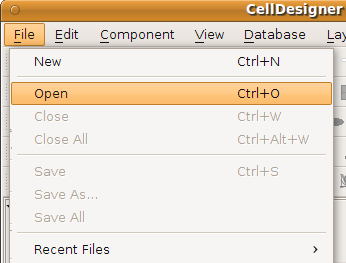 CellDesigner
File Edit Component View Database
New Ctrl+N
Open Ctrl+O
Close Ctrl+W
Close All Ctrl+Alt+W
Save Ctrl+S
Save As...
Save All
Recent Files